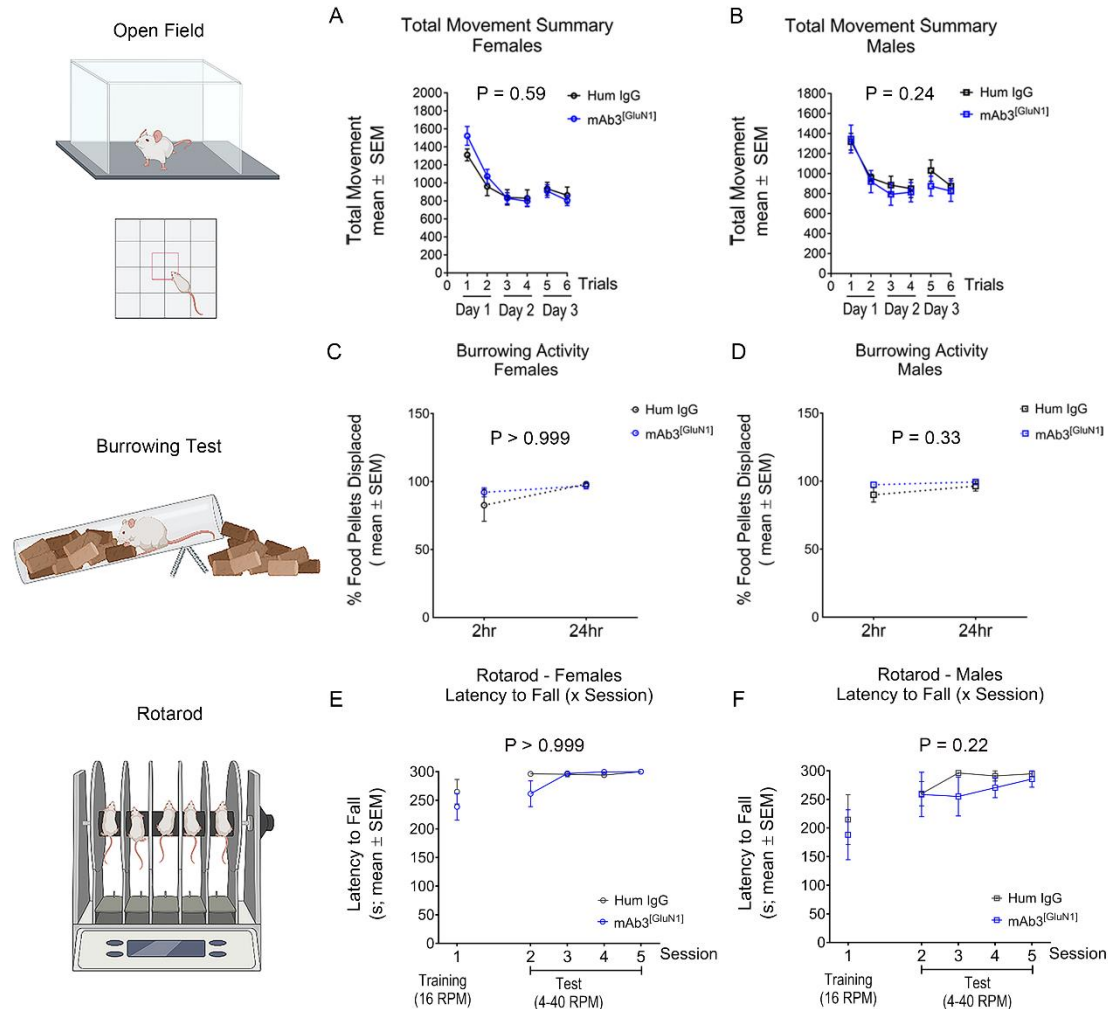 Open Field
A
Total Movement Summary
Females
P = 0.59
Hum IgG
mAb3[GluN1]
Total Movement
mean ± SEM
2000
1800
1600
1400
1200
1000
800
600
400
200
0
0 1 2 3 4 5 6 Trials
Day 1 Day 2 Day 3
B
Total Movement Summary
Males
P = 0.24
Hum IgG
mAb3[GluN1]
Total Movement
mean ± SEM
2000
1800
1600
1400
1200
1000
800
600
400
200
0
0 1 2 3 4 5 6 Trials
Day 1 Day 2 Day 3
Burrowing Test
C
Burrowing Activity
Females
P > 0.999
Hum IgG
mAb3[GluN1]
% Food Pellets Displaced
( mean ± SEM)
150
100
50
0
2hr 24hr
D
Burrowing Activity
Males
P = 0.33
Hum IgG
mAb3[GluN1]
% Food Pellets Displaced
( mean ± SEM)
150
100
50
0
2hr 24hr
Rotarod
E
Rotarod - Females
Latency to Fall (x Session)
P > 0.999
Latency to Fall
(s; mean ± SEM)
300
250
200
150
100
50
0
Hum IgG
mAb3[GluN1]
1 2 3 4 5 Session
Training
(16 RPM)
Test
(4-40 RPM)
F
Rotarod - Males
Latency to Fall (x Session)
P = 0.22
Latency to Fall
(s; mean ± SEM)
300
250
200
150
100
50
0
Hum IgG
mAb3[GluN1]
1 2 3 4 5 Session
Training
(16 RPM)
Test
(4-40 RPM)